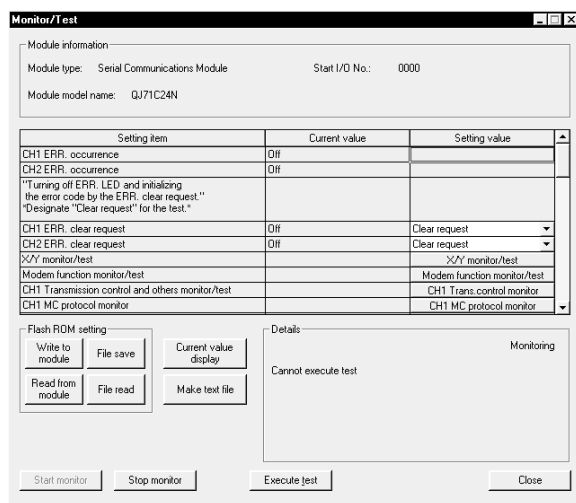 Monitor/Test
Module information
Module type: Serial Communications Module Start I/O No.: 0000
Module model name: QJ71C24N
Setting item Current value Setting value
CH1 ERR. occurrence Off
CH2 ERR. occurrence Off
"Turning off ERR. LED and initializing
the error code by the ERR. clear request."
*Designate "Clear request" for the test.*
CH1 ERR. clear request Off Clear request
CH2 ERR. clear request Off Clear request
X/Y monitor/test X/Y monitor/test
Modem function monitor/test Modem function monitor/test
CH1 Transmission control and others monitor/test CH1 Trans.control monitor
CH1 MC protocol monitor CH1 MC protocol monitor
Flash ROM setting
Write to
module
File save
Read from
module
File read
Current value
display
Make text file
Details
Monitoring
Cannot execute test
Start monitor Stop monitor Execute test Close